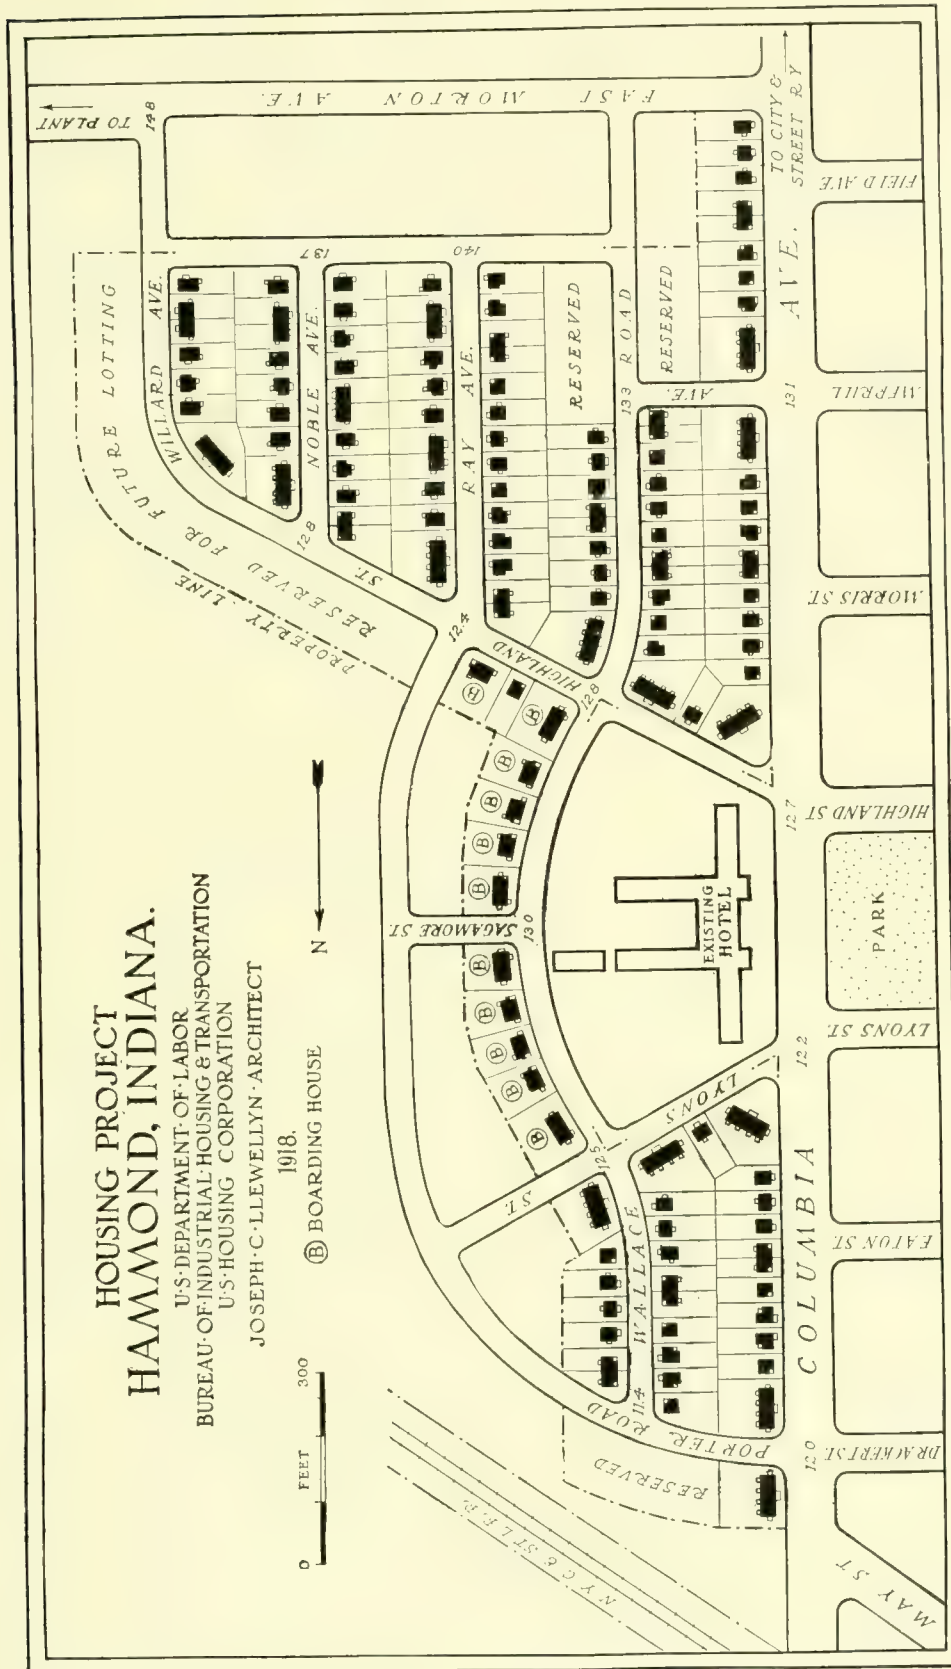 HOUSING PROJECT
HAMMOND, INDIANA.
U·S·DEPARTMENT·OF·LABOR
BUREAU·OF·INDUSTRIAL·HOUSING & TRANSPORTATION
U·S·HOUSING CORPORATION
JOSEPH·C·LLEWELLYN·ARCHITECT
1918.
Ⓑ BOARDING HOUSE
0 FEET 300
N
TO PLANT
148
EAST MORTON AVE.
TO CITY &
STREET RY
FUTURE LOTTING
RESERVED FOR
PROPERTY LINE
WILLARD AVE.
137
NOBLE AVE.
128
140
RAY AVE.
124
RESERVED
ROAD
133
RESERVED
AVE.
131
ST.
HIGHLAND
128
127
B
B
B
B
B
B
SAGAMORE ST.
130
B
B
B
B
B
EXISTING
HOTEL
LYONS
ST.
125
122
WALLACE
114
PORTER ROAD
RESERVED
120
COLUMBIA AVE.
N Y C & ST L R R
FIELD AVE
MERRILL
MORRIS ST.
HIGHLAND ST
PARK
LYONS ST.
EATON ST.
DRACKERT ST.
MAY ST